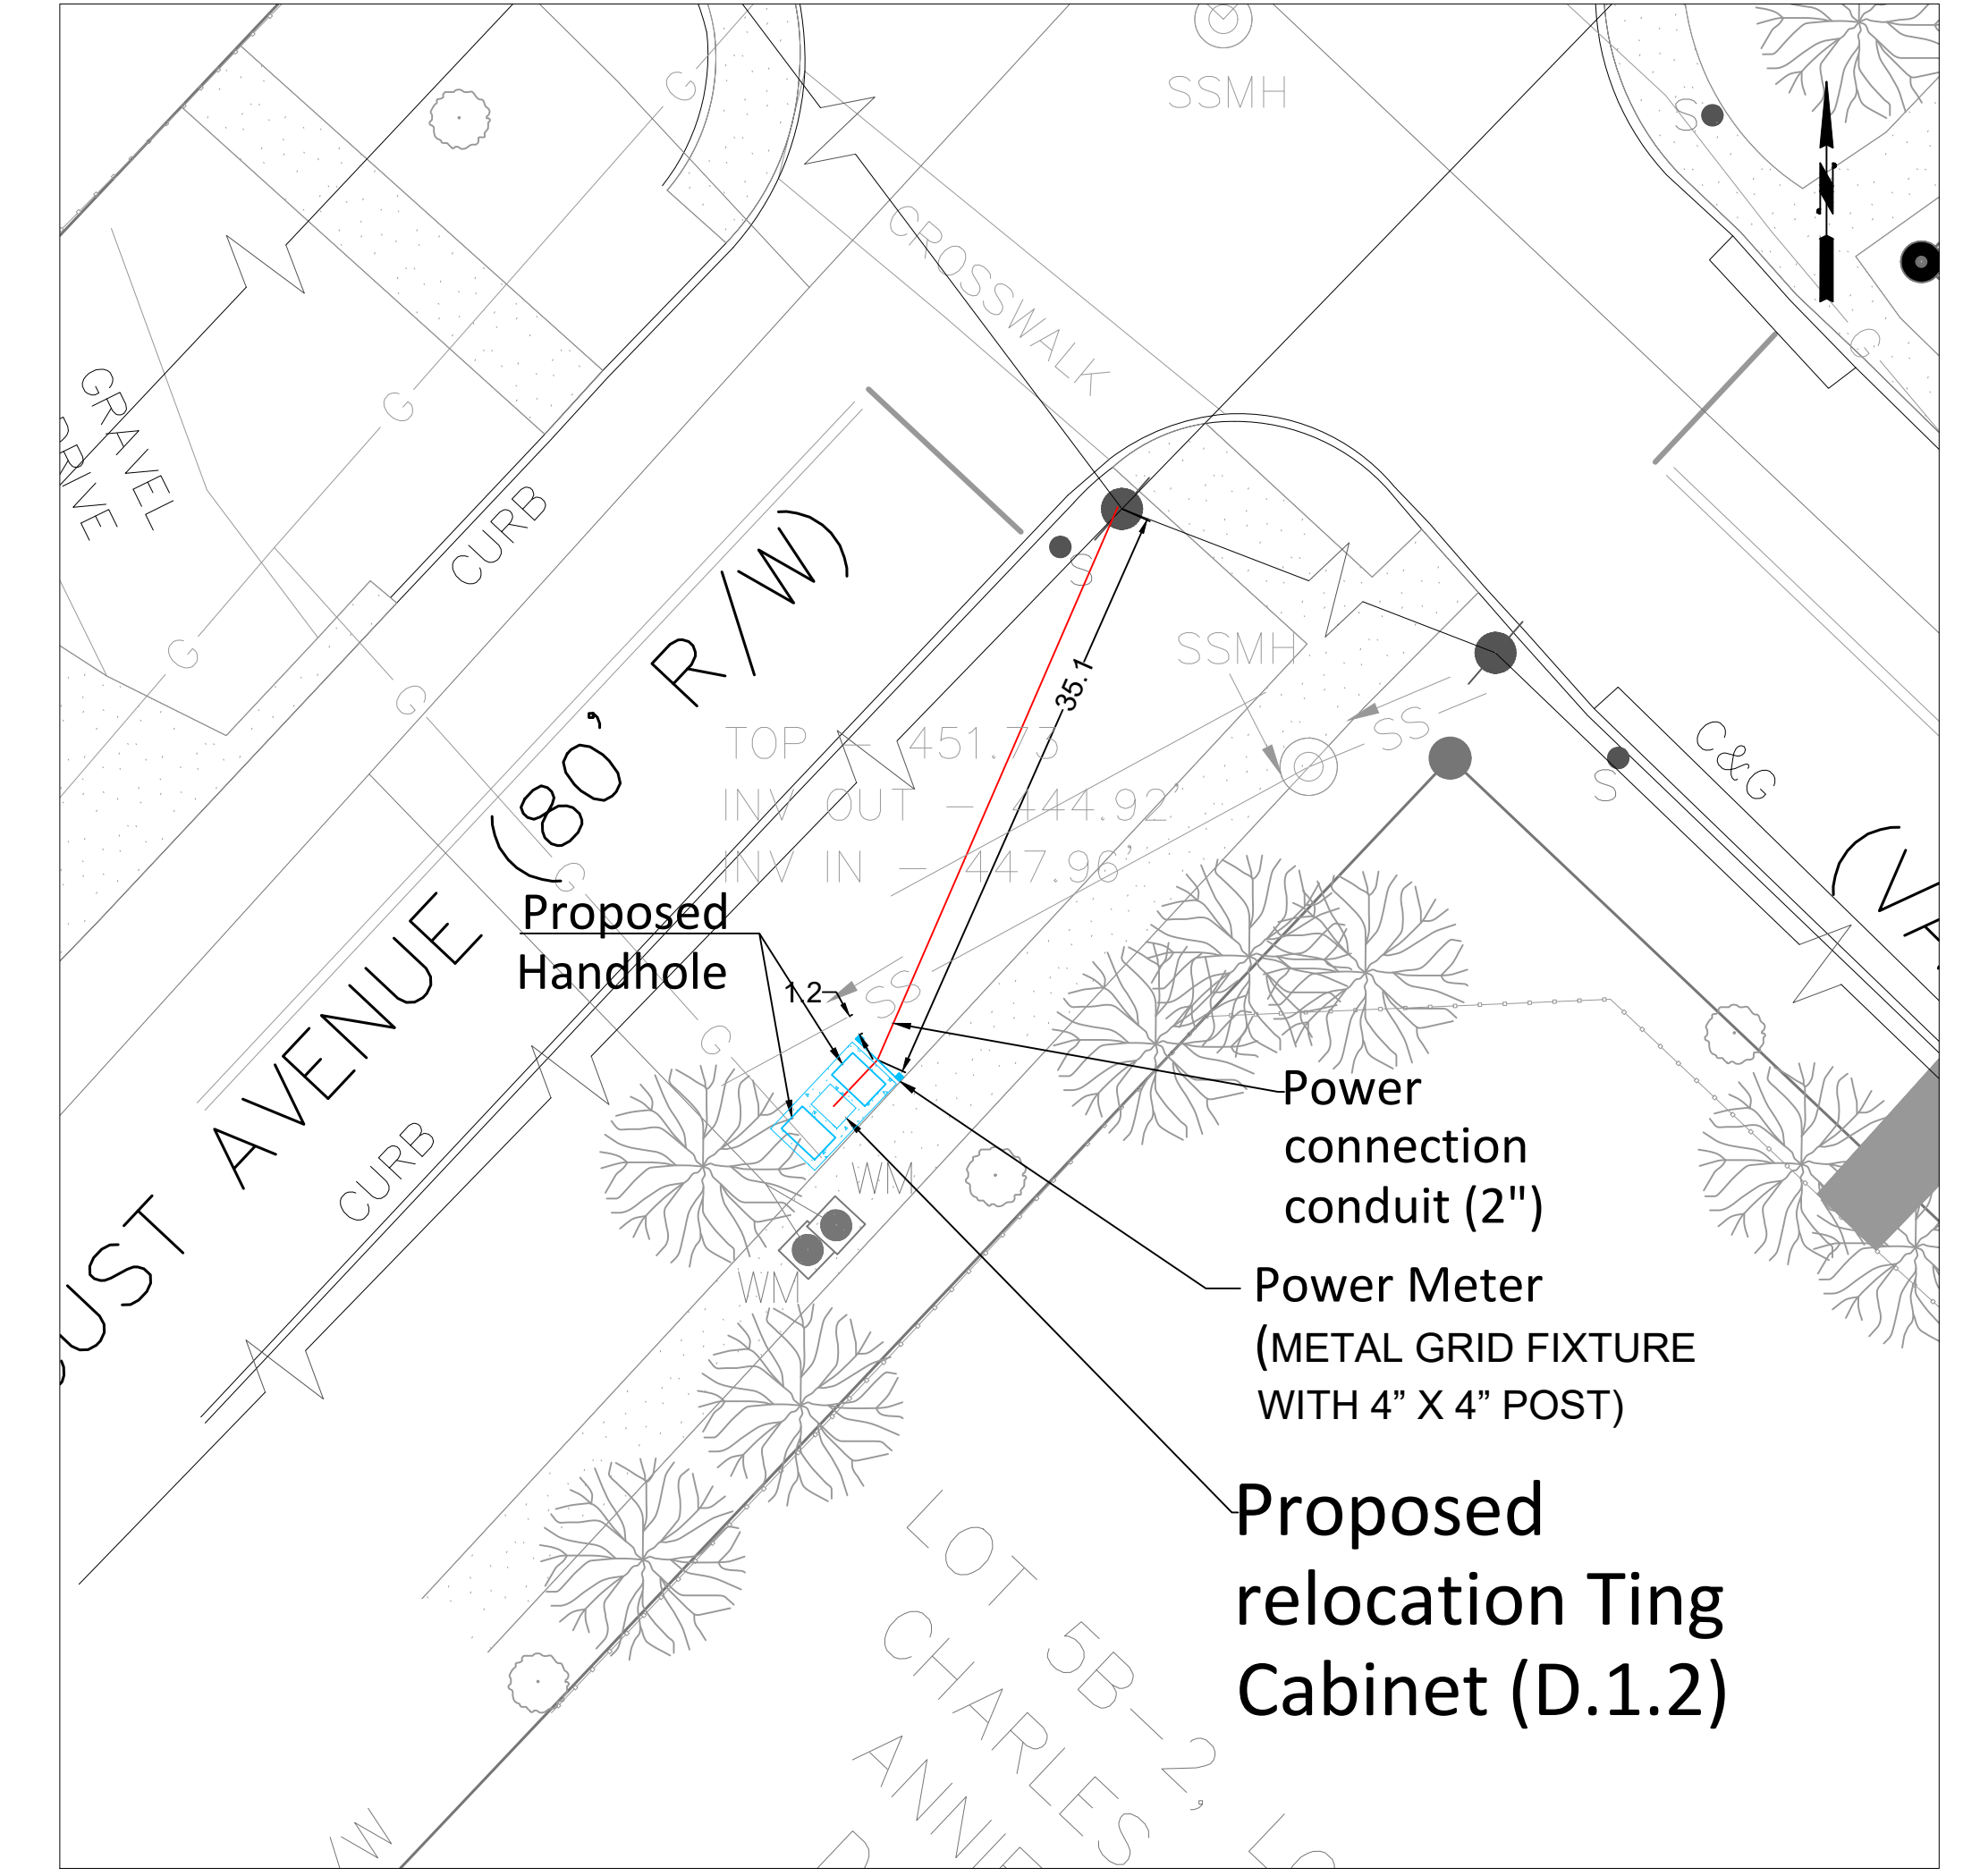 SSMH
S
N
G
CROSSWALK
G
G
GRAVEL
CURB
S
AVENUE (80' R/W)
SSMH
35.1
G
G
SS
C&G
S
TOP – 451.73
INV OUT – 444.92'
INV IN – 447.96'
G
Proposed
Handhole
1.2
SS
G
UST
CURB
WM
WM
Power
connection
conduit (2")
Power Meter
(METAL GRID FIXTURE
WITH 4” X 4” POST)
Proposed
relocation Ting
Cabinet (D.1.2)
LOT 5B–2, LO
CHARLES